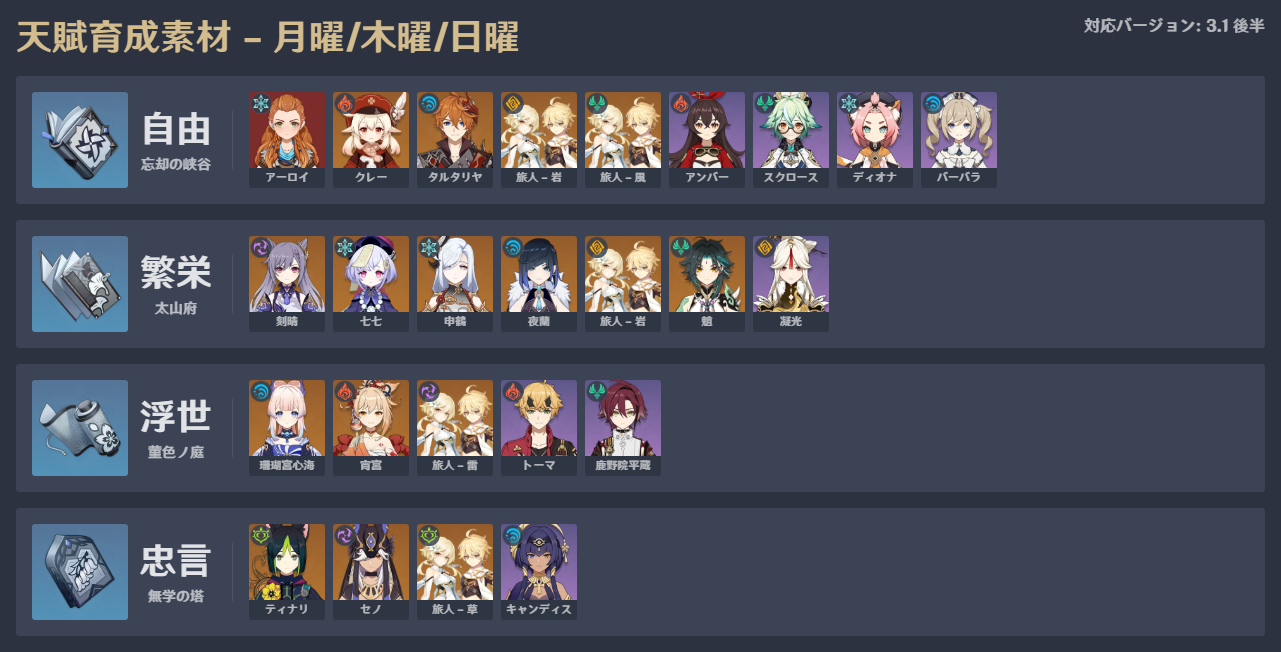 天賦育成素材 – 月曜/木曜/日曜
対応バージョン: 3.1 後半
自由
忘却の峡谷
アーロイ
クレー
タルタリヤ
旅人 – 岩
旅人 – 風
アンバー
スクロース
ディオナ
バーバラ
繁栄
太山府
刻晴
七七
申鶴
夜蘭
旅人 – 岩
魈
凝光
浮世
菫色ノ庭
珊瑚宮心海
宵宮
旅人 – 雷
トーマ
鹿野院平蔵
忠言
無学の塔
ティナリ
セノ
旅人 – 草
キャンディス